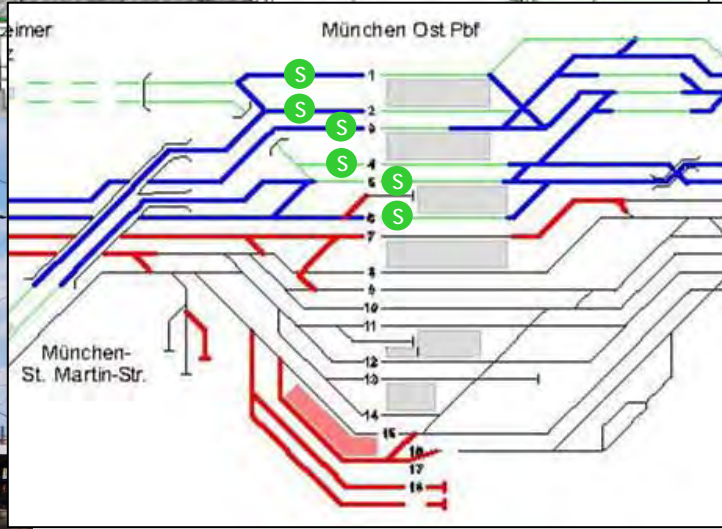 eimer
München Ost Pbf
S 1
S 2
S 3
S 4
5 S
6 S
7
8
9
10
11
München-
St. Martin-Str.
12
13
14
15
16
17
18